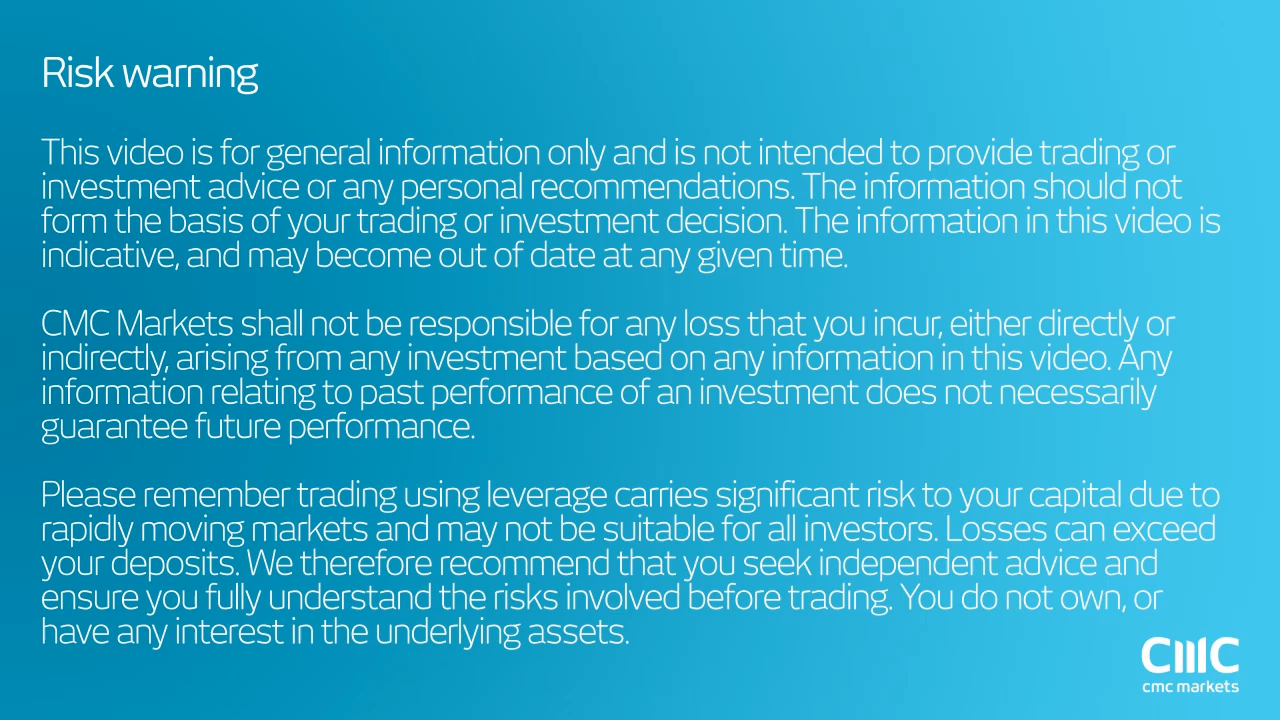 Risk warning
This video is for general information only and is not intended to provide trading or
investment advice or any personal recommendations. The information should not
form the basis of your trading or investment decision. The information in this video is
indicative, and may become out of date at any given time.
CMC Markets shall not be responsible for any loss that you incur, either directly or
indirectly, arising from any investment based on any information in this video. Any
information relating to past performance of an investment does not necessarily
guarantee future performance.
Please remember trading using leverage carries significant risk to your capital due to
rapidly moving markets and may not be suitable for all investors. Losses can exceed
your deposits. We therefore recommend that you seek independent advice and
ensure you fully understand the risks involved before trading. You do not own, or
have any interest in the underlying assets.
CMC
cmc markets